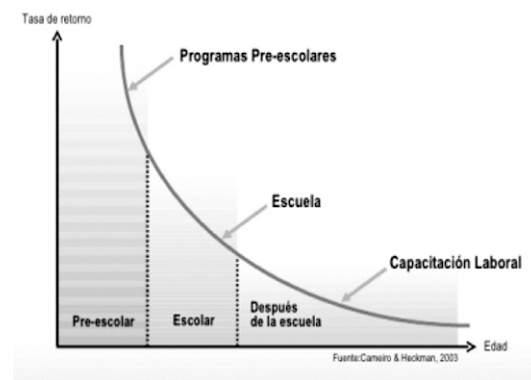 Tasa de retorno
Programas Pre-escolares
Escuela
Capacitación Laboral
Pre-escolar
Escolar
Después
de la escuela
Edad
Fuente:Cameiro & Heckman, 2003